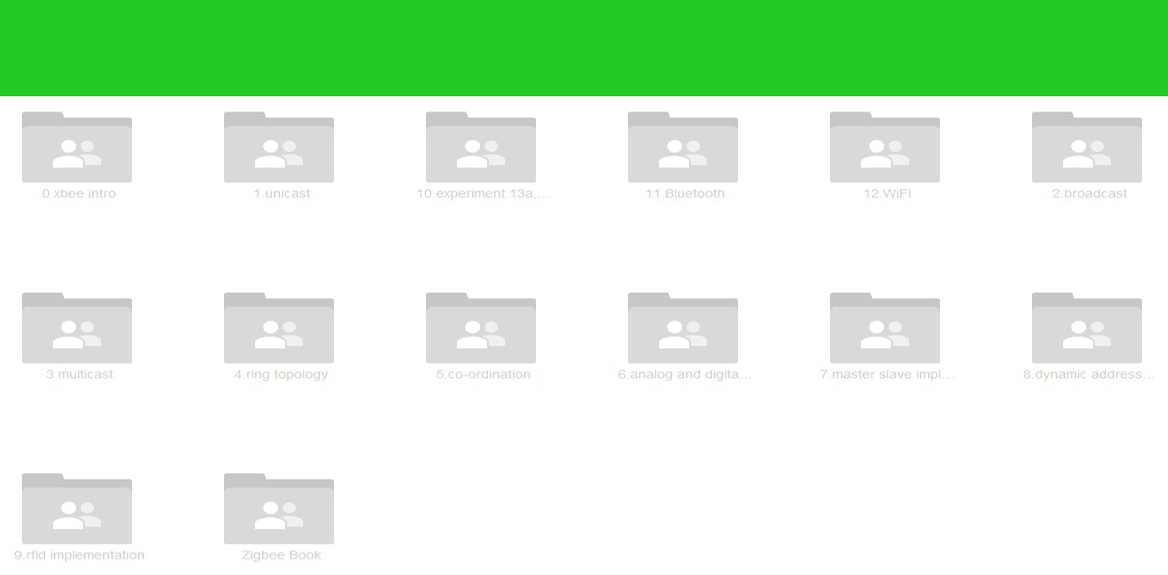 0.xbee intro
1.unicast
10.experiment 13a,...
11.Bluetooth
12.WiFi
2.broadcast
3.multicast
4.ring topology
5.co-ordination
6.analog and digita...
7.master slave impl...
8.dynamic address...
9.rfid implementation
Zigbee Book